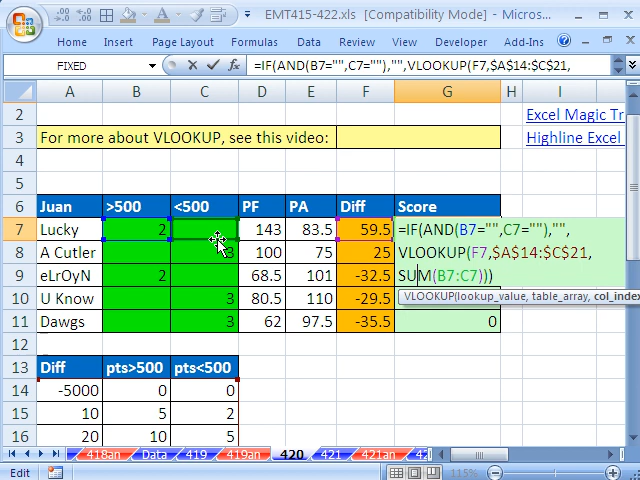 EMT415-422.xls [Compatibility Mode] - Micros...
Home Insert Page Layout Formulas Data Review View Developer Add-Ins
FIXED =IF(AND(B7="",C7=""),"",VLOOKUP(F7,$A$14:$C$21,
A B C D E F G H I
2 Excel Magic Tr
3 For more about VLOOKUP, see this video: Highline Excel
4
5
6 Juan >500 <500 PF PA Diff Score
7 Lucky 2 143 83.5 59.5 =IF(AND(B7="",C7=""),"",
8 A Cutler 3 100 75 25 VLOOKUP(F7,$A$14:$C$21,
9 eLrOyN 2 68.5 101 -32.5 SUM(B7:C7)))
10 U Know 3 80.5 110 -29.5 VLOOKUP(lookup_value, table_array, col_index
11 Dawgs 3 62 97.5 -35.5 0
12
13 Diff pts>500 pts<500
14 -5000 0 0
15 10 5 2
16 20 10 5
418an Data 419 419an 420 421 421an 42
Edit 115%